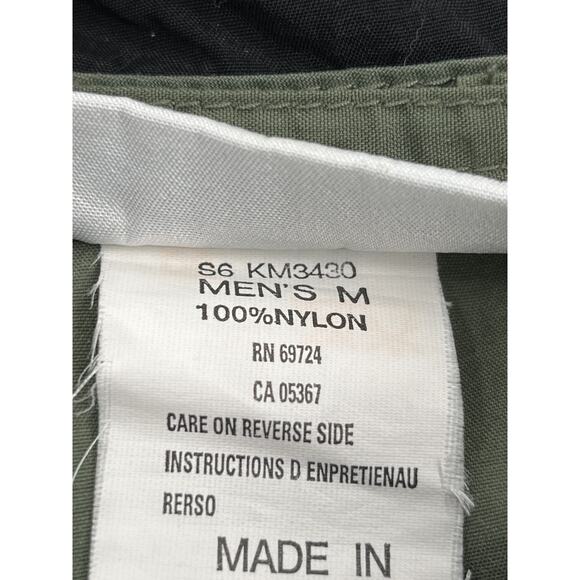 S6 KM3430
MEN'S M
100%NYLON
RN 69724
CA 05367
CARE ON REVERSE SIDE
INSTRUCTIONS D ENPRETIENAU
RERSO
MADE IN